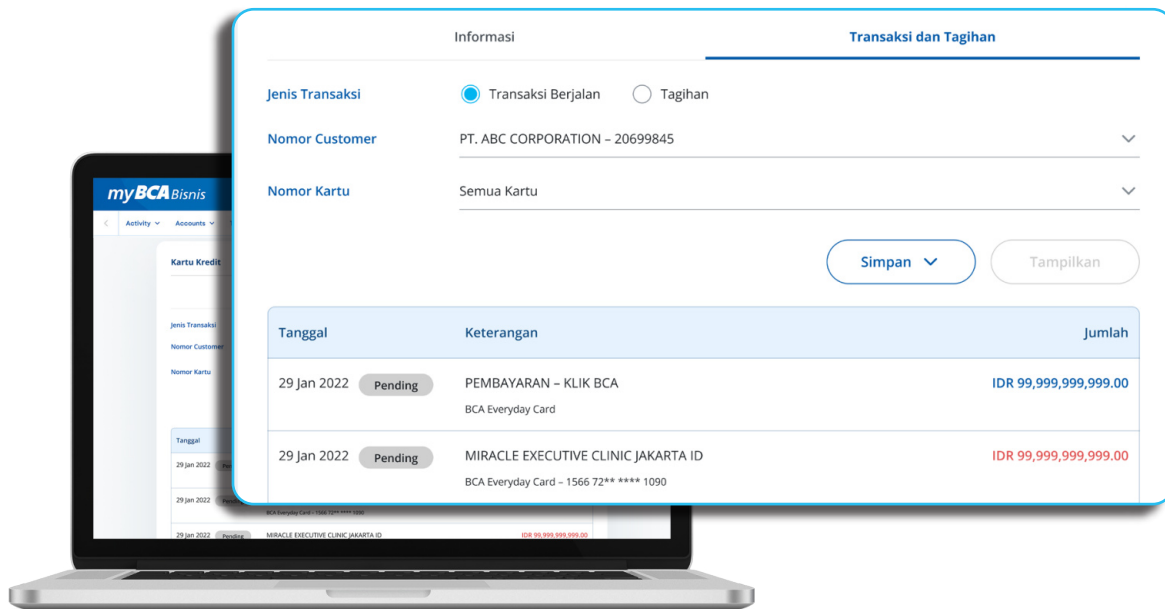 Informasi
Transaksi dan Tagihan
Jenis Transaksi
Transaksi Berjalan
Tagihan
Nomor Customer
PT. ABC CORPORATION – 20699845
Nomor Kartu
Semua Kartu
Simpan
Tampilkan
Tanggal
Keterangan
Jumlah
29 Jan 2022
Pending
PEMBAYARAN – KLIK BCA
IDR 99,999,999,999.00
BCA Everyday Card
29 Jan 2022
Pending
MIRACLE EXECUTIVE CLINIC JAKARTA ID
IDR 99,999,999,999.00
BCA Everyday Card – 1566 72** **** 1090
myBCA Bisnis
Activity
Accounts
Kartu Kredit
Jenis Transaksi
Nomor Customer
Nomor Kartu
Tanggal
29 Jan 2022
29 Jan 2022
BCA Everyday Card – 1566 72** **** 1090
29 Jan 2022
Pending
MIRACLE EXECUTIVE CLINIC JAKARTA ID
IDR 99,999,999,999.00